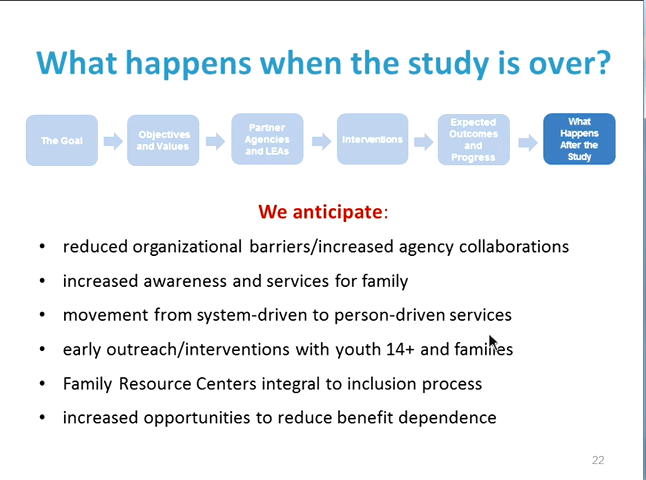 What happens when the study is over?
The Goal
Objectives
and Values
Partner
Agencies
and LEAs
Interventions
Expected
Outcomes
and
Progress
What
Happens
After the
Study
We anticipate:
• reduced organizational barriers/increased agency collaborations
• increased awareness and services for family
• movement from system-driven to person-driven services
• early outreach/interventions with youth 14+ and families
• Family Resource Centers integral to inclusion process
• increased opportunities to reduce benefit dependence
22